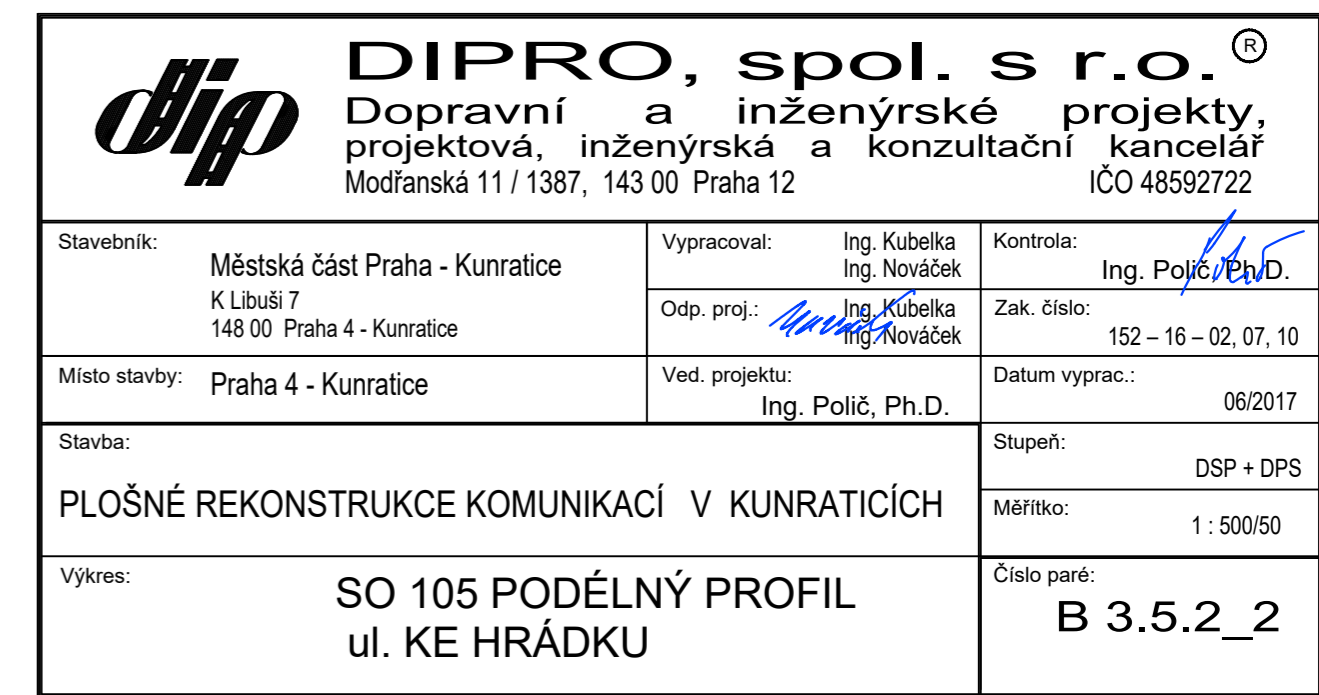 dip
DIPRO, spol. s r.o. ®
Dopravní a inženýrské projekty,
projektová, inženýrská a konzultační kancelář
Modřanská 11 / 1387, 143 00 Praha 12 IČO 48592722
Stavebník:
Městská část Praha - Kunratice
K Libuši 7
148 00 Praha 4 - Kunratice
Vypracoval: Ing. Kubelka
Ing. Nováček
Kontrola:
Ing. Polič, Ph.D.
Odp. proj.: Ing. Kubelka
Ing. Nováček
Zak. číslo:
152 – 16 – 02, 07, 10
Místo stavby: Praha 4 - Kunratice
Ved. projektu:
Ing. Polič, Ph.D.
Datum vyprac.:
06/2017
Stavba:
PLOŠNÉ REKONSTRUKCE KOMUNIKACÍ V KUNRATICÍCH
Stupeň:
DSP + DPS
Měřítko:
1 : 500/50
Výkres:
SO 105 PODÉLNÝ PROFIL
ul. KE HRÁDKU
Číslo paré:
B 3.5.2_2